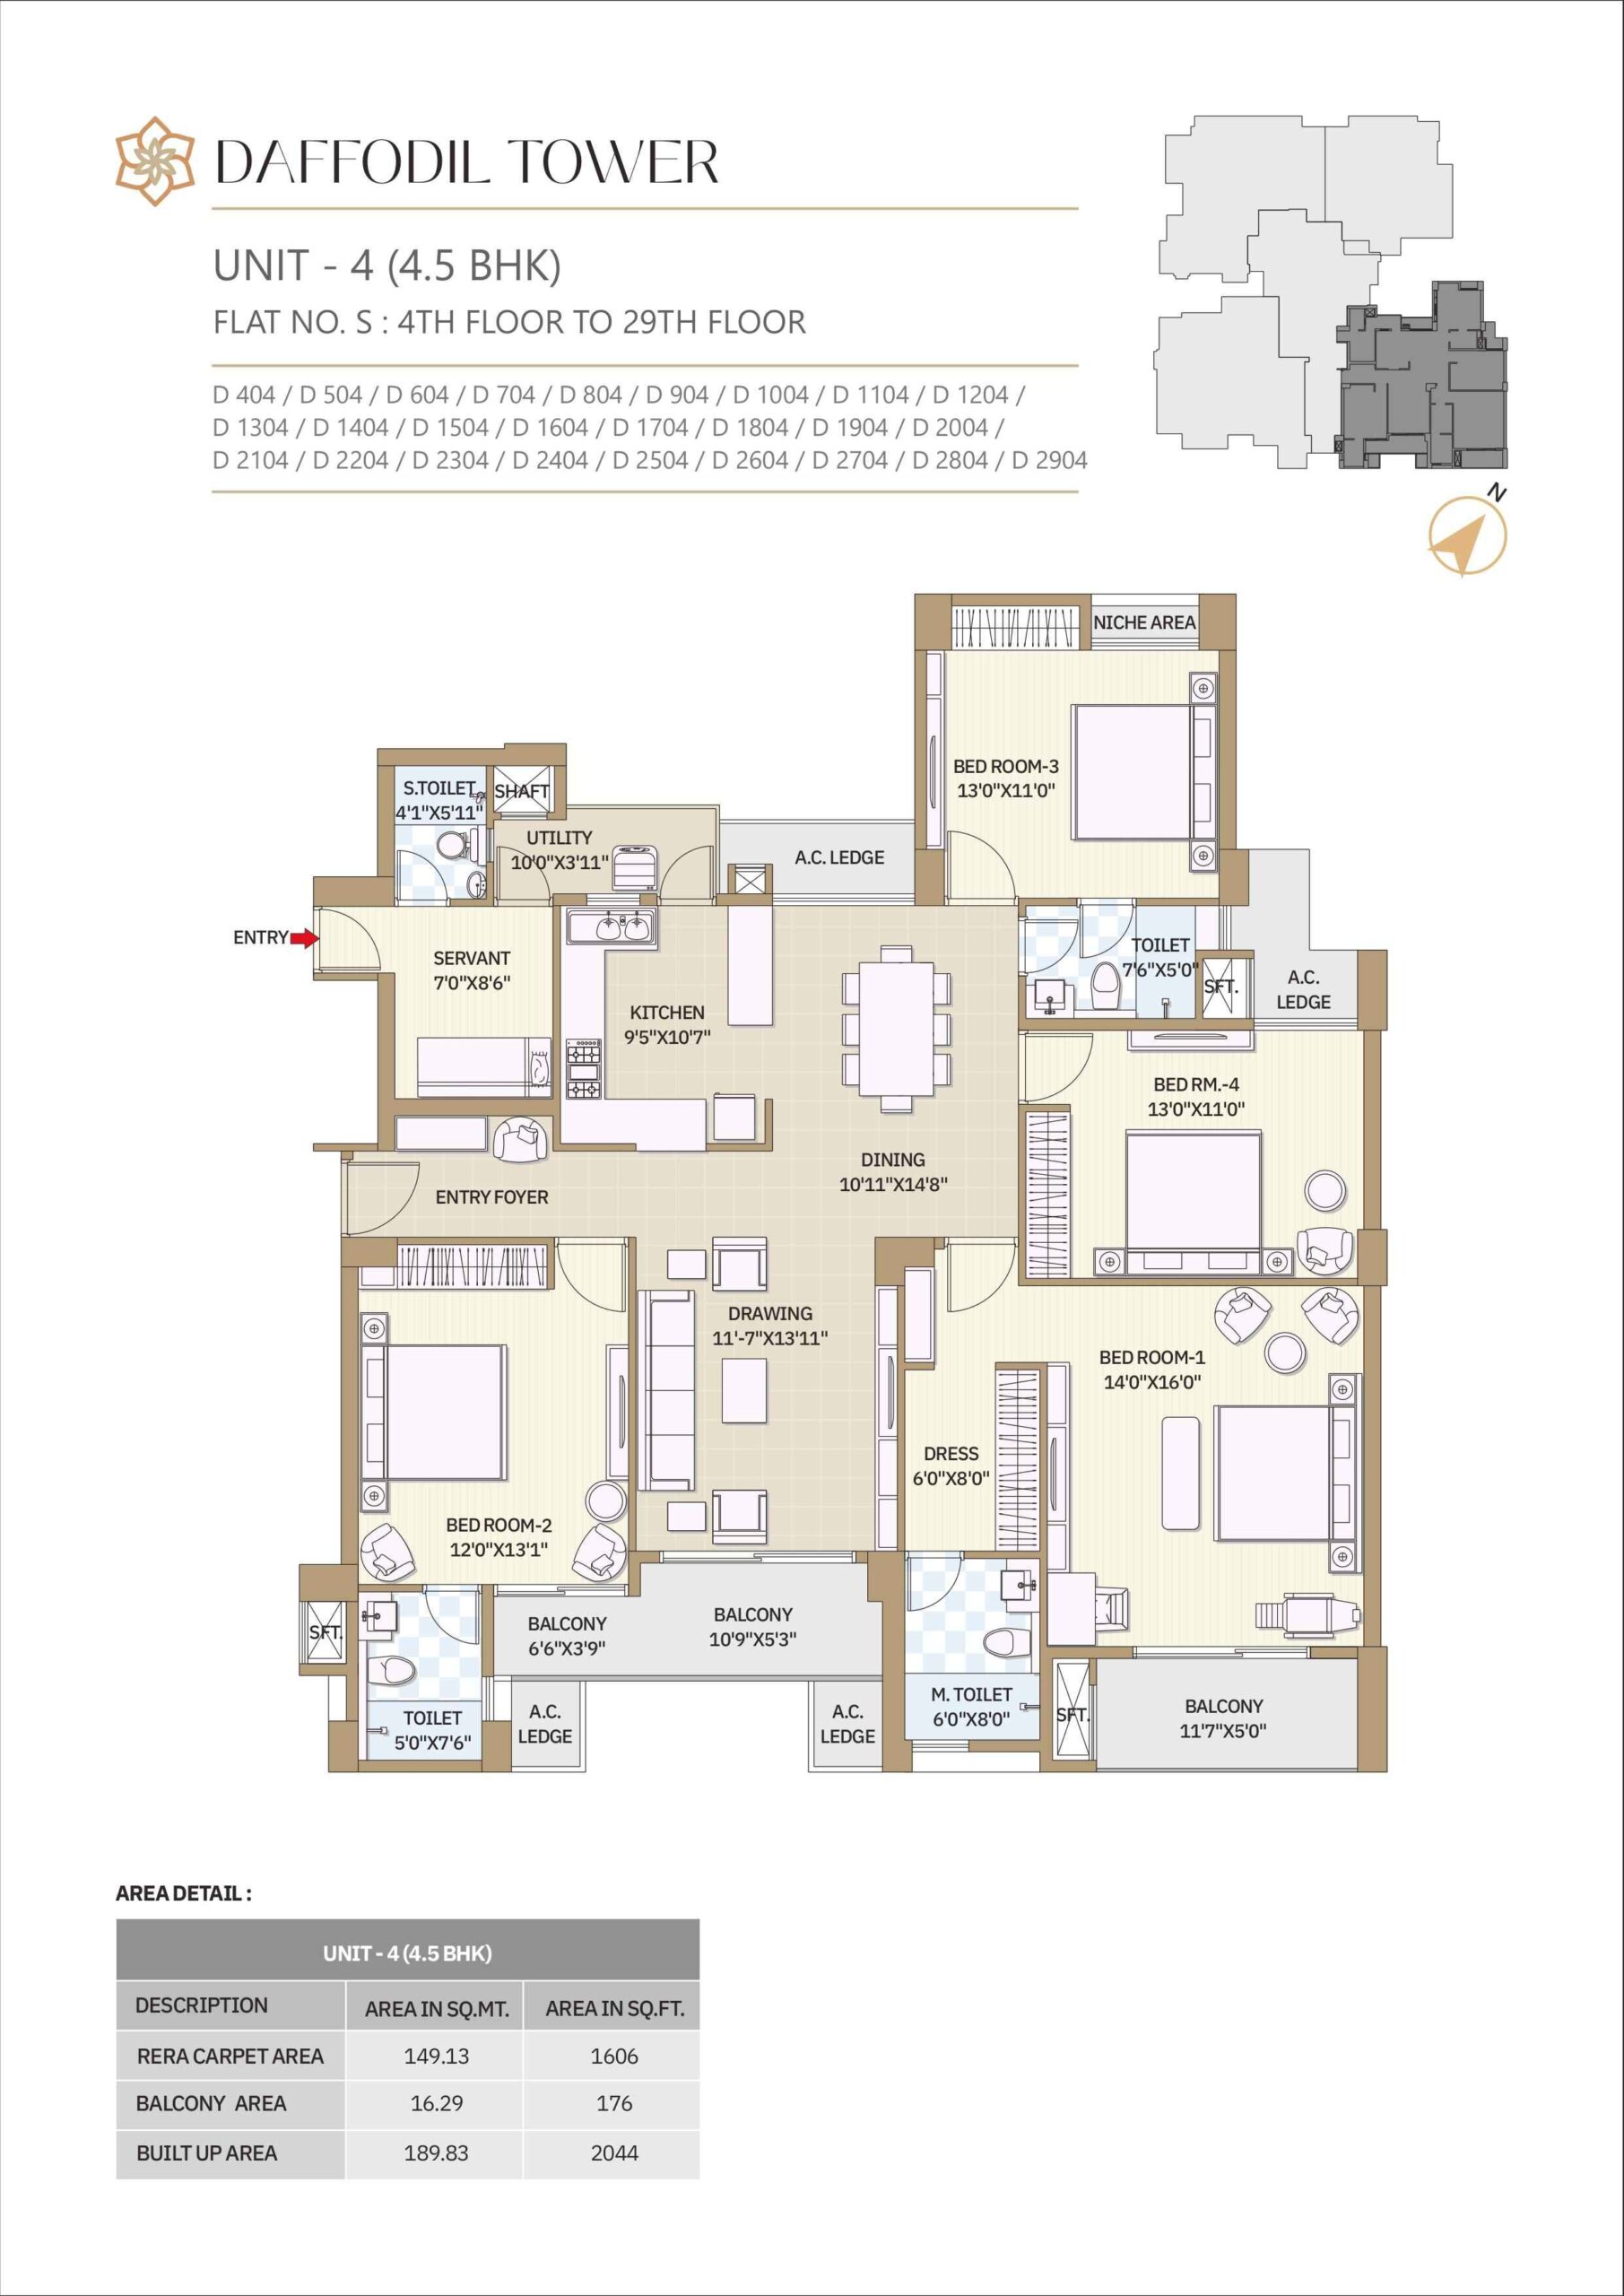 DAFFODIL TOWER
UNIT - 4 (4.5 BHK)
FLAT NO. S : 4TH FLOOR TO 29TH FLOOR
D 404 / D 504 / D 604 / D 704 / D 804 / D 904 / D 1004 / D 1104 / D 1204 /
D 1304 / D 1404 / D 1504 / D 1604 / D 1704 / D 1804 / D 1904 / D 2004 /
D 2104 / D 2204 / D 2304 / D 2404 / D 2504 / D 2604 / D 2704 / D 2804 / D 2904
N
NICHE AREA
BED ROOM-3
13'0"X11'0"
S.TOILET
4'1"X5'11"
SHAFT
UTILITY
10'0"X3'11"
A.C. LEDGE
ENTRY
SERVANT
7'0"X8'6"
KITCHEN
9'5"X10'7"
TOILET
7'6"X5'0"
SFT.
A.C.
LEDGE
BED RM.-4
13'0"X11'0"
DINING
10'11"X14'8"
ENTRY FOYER
DRAWING
11'-7"X13'11"
BED ROOM-1
14'0"X16'0"
DRESS
6'0"X8'0"
BED ROOM-2
12'0"X13'1"
SFT.
BALCONY
6'6"X3'9"
BALCONY
10'9"X5'3"
TOILET
5'0"X7'6"
A.C.
LEDGE
A.C.
LEDGE
M. TOILET
6'0"X8'0"
SFT.
BALCONY
11'7"X5'0"
AREA DETAIL :
UNIT - 4 (4.5 BHK)
DESCRIPTION AREA IN SQ.MT. AREA IN SQ.FT.
RERA CARPET AREA 149.13 1606
BALCONY AREA 16.29 176
BUILT UP AREA 189.83 2044